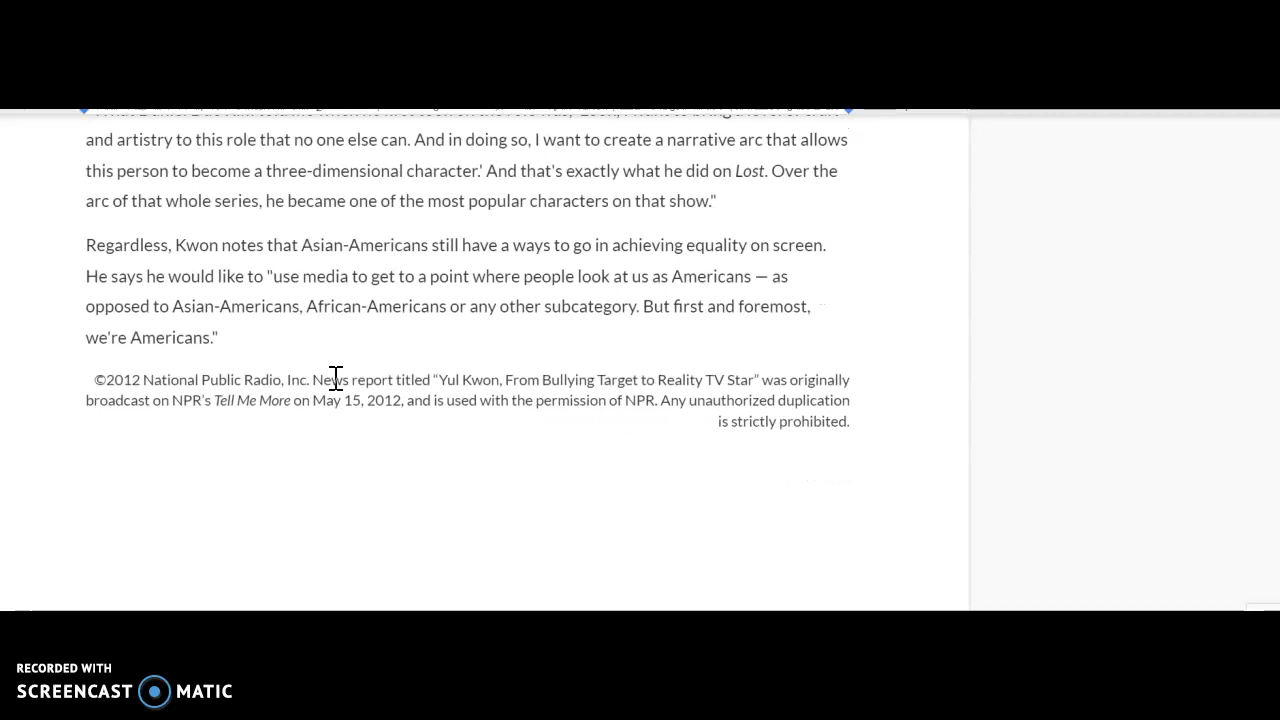 and artistry to this role that no one else can. And in doing so, I want to create a narrative arc that allows
this person to become a three-dimensional character.' And that's exactly what he did on Lost. Over the
arc of that whole series, he became one of the most popular characters on that show."
Regardless, Kwon notes that Asian-Americans still have a ways to go in achieving equality on screen.
He says he would like to "use media to get to a point where people look at us as Americans — as
opposed to Asian-Americans, African-Americans or any other subcategory. But first and foremost,
we're Americans."
©2012 National Public Radio, Inc. News report titled “Yul Kwon, From Bullying Target to Reality TV Star” was originally
broadcast on NPR’s Tell Me More on May 15, 2012, and is used with the permission of NPR. Any unauthorized duplication
is strictly prohibited.
RECORDED WITH
SCREENCAST MATIC